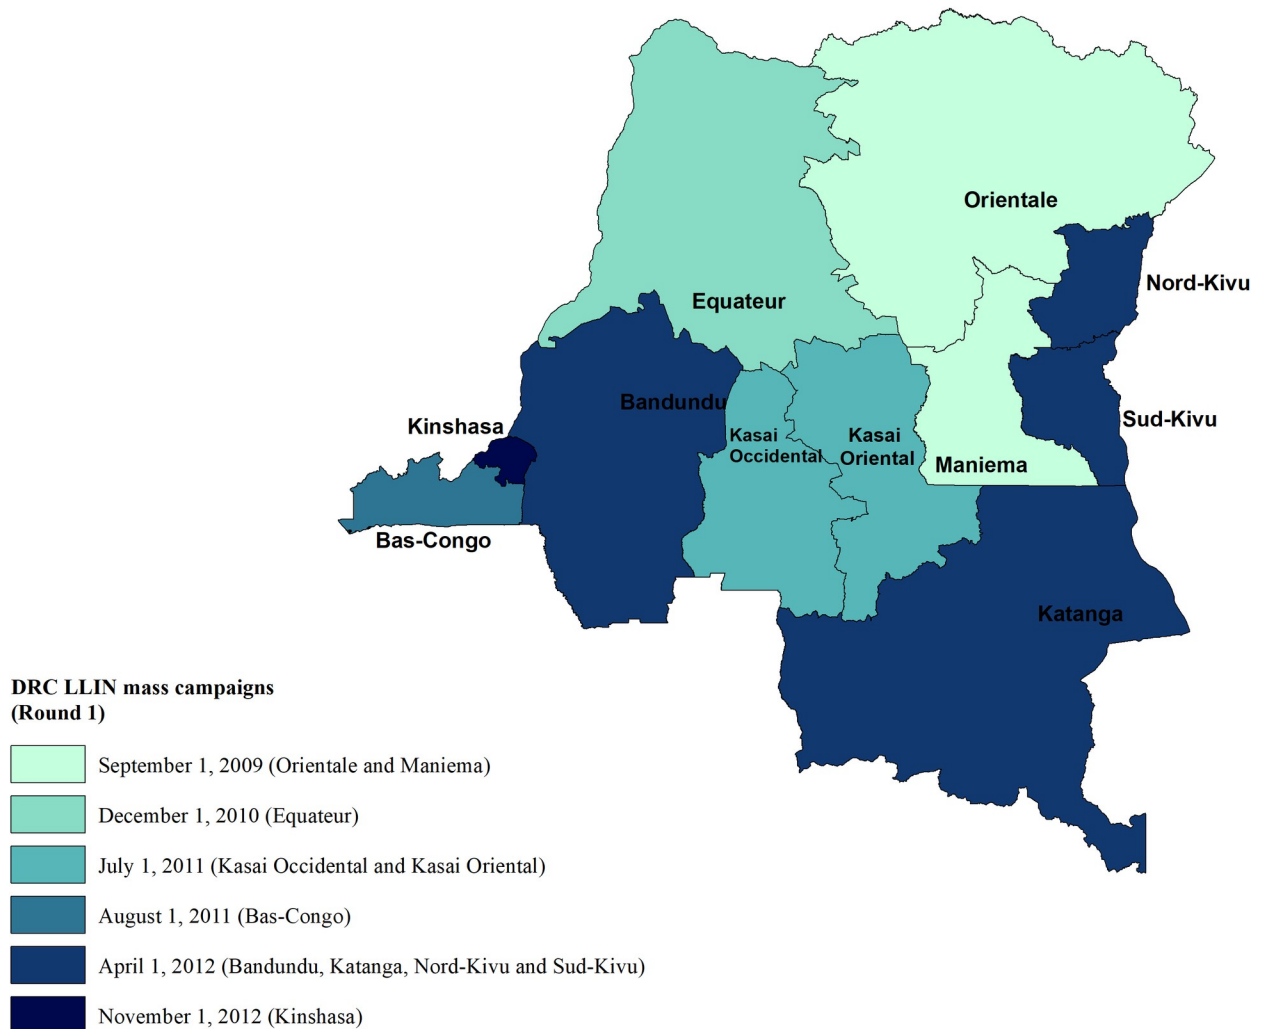 Orientale
Nord-Kivu
Equateur
Bandundu
Sud-Kivu
Kinshasa
Kasai
Occidental
Kasai
Oriental
Maniema
Bas-Congo
Katanga
DRC LLIN mass campaigns
(Round 1)
September 1, 2009 (Orientale and Maniema)
December 1, 2010 (Equateur)
July 1, 2011 (Kasai Occidental and Kasai Oriental)
August 1, 2011 (Bas-Congo)
April 1, 2012 (Bandundu, Katanga, Nord-Kivu and Sud-Kivu)
November 1, 2012 (Kinshasa)